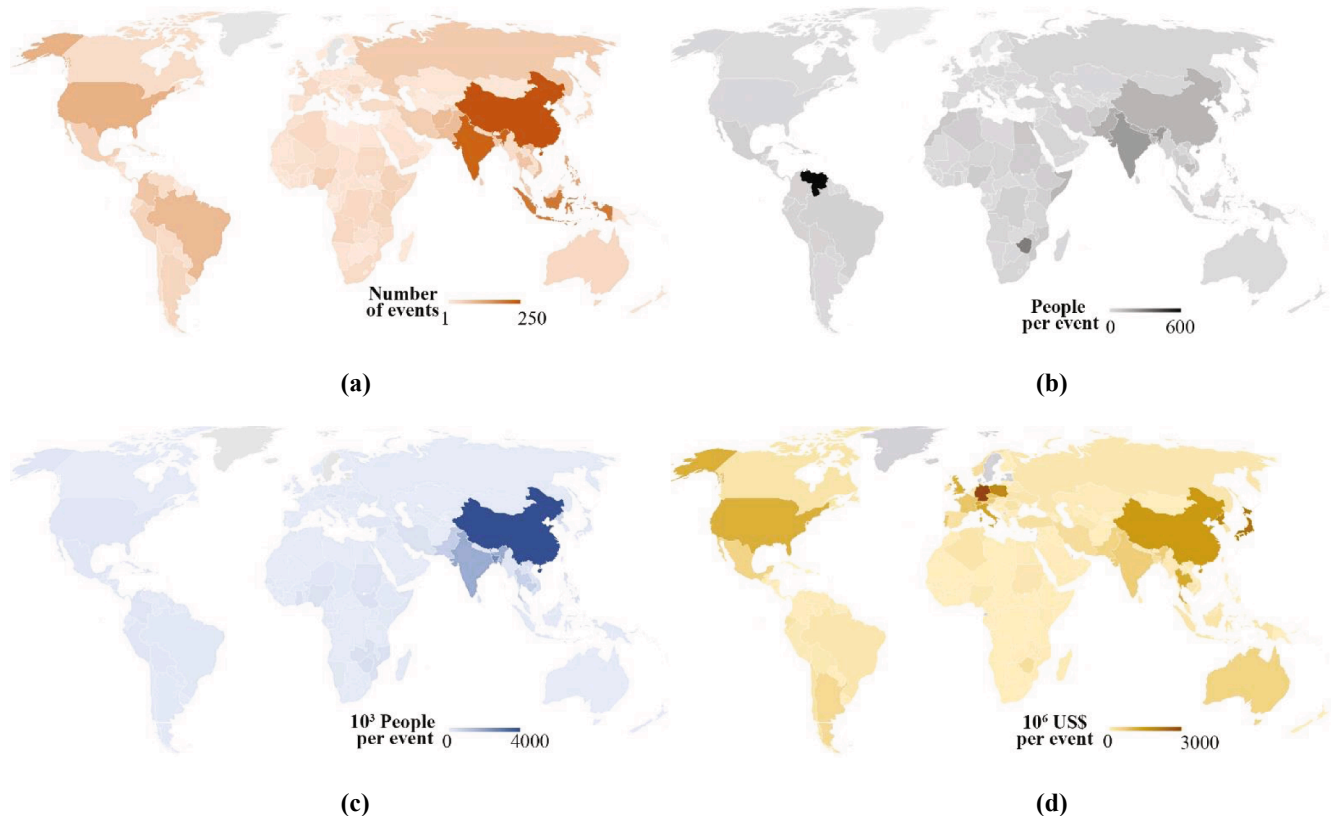 Number
of events
1 250
(a)
People
per event
0 600
(b)
10³ People
per event
0 4000
(c)
10⁶ US$
per event
0 3000
(d)